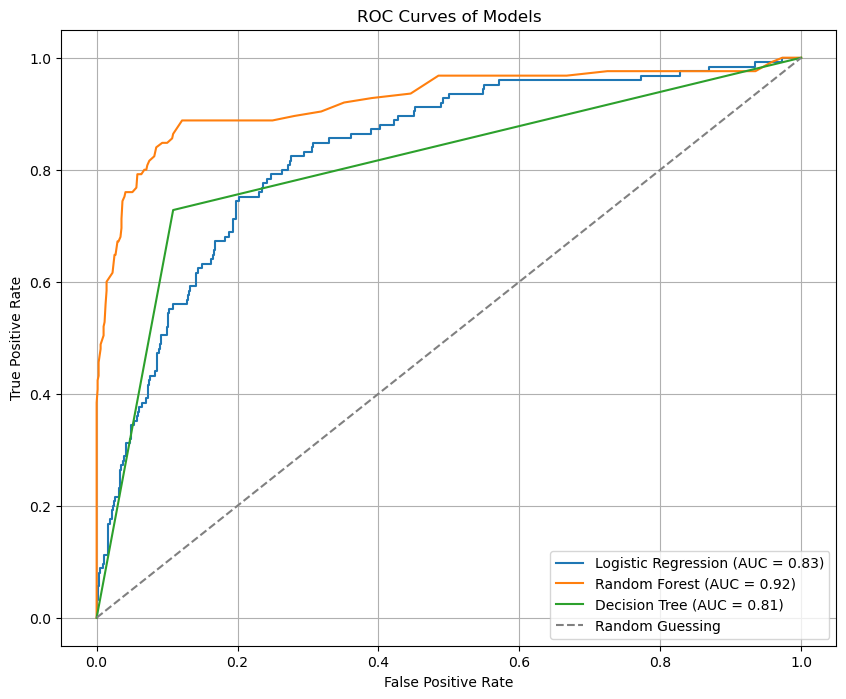 ROC Curves of Models
1.0
0.8
0.6
0.4
0.2
0.0
True Positive Rate
0.0 0.2 0.4 0.6 0.8 1.0
False Positive Rate
Logistic Regression (AUC = 0.83)
Random Forest (AUC = 0.92)
Decision Tree (AUC = 0.81)
Random Guessing